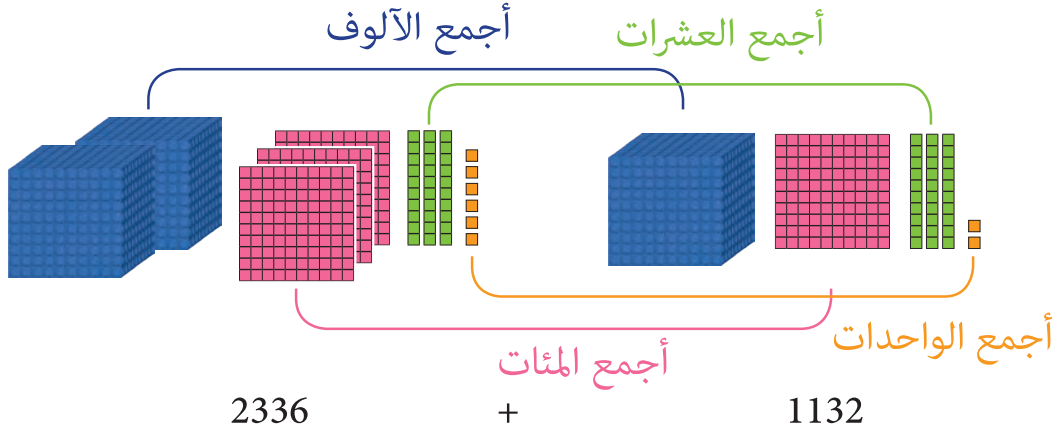 أجمع الآلوف
أجمع العشرات
أجمع الواحدات
أجمع المئات
2336 + 1132